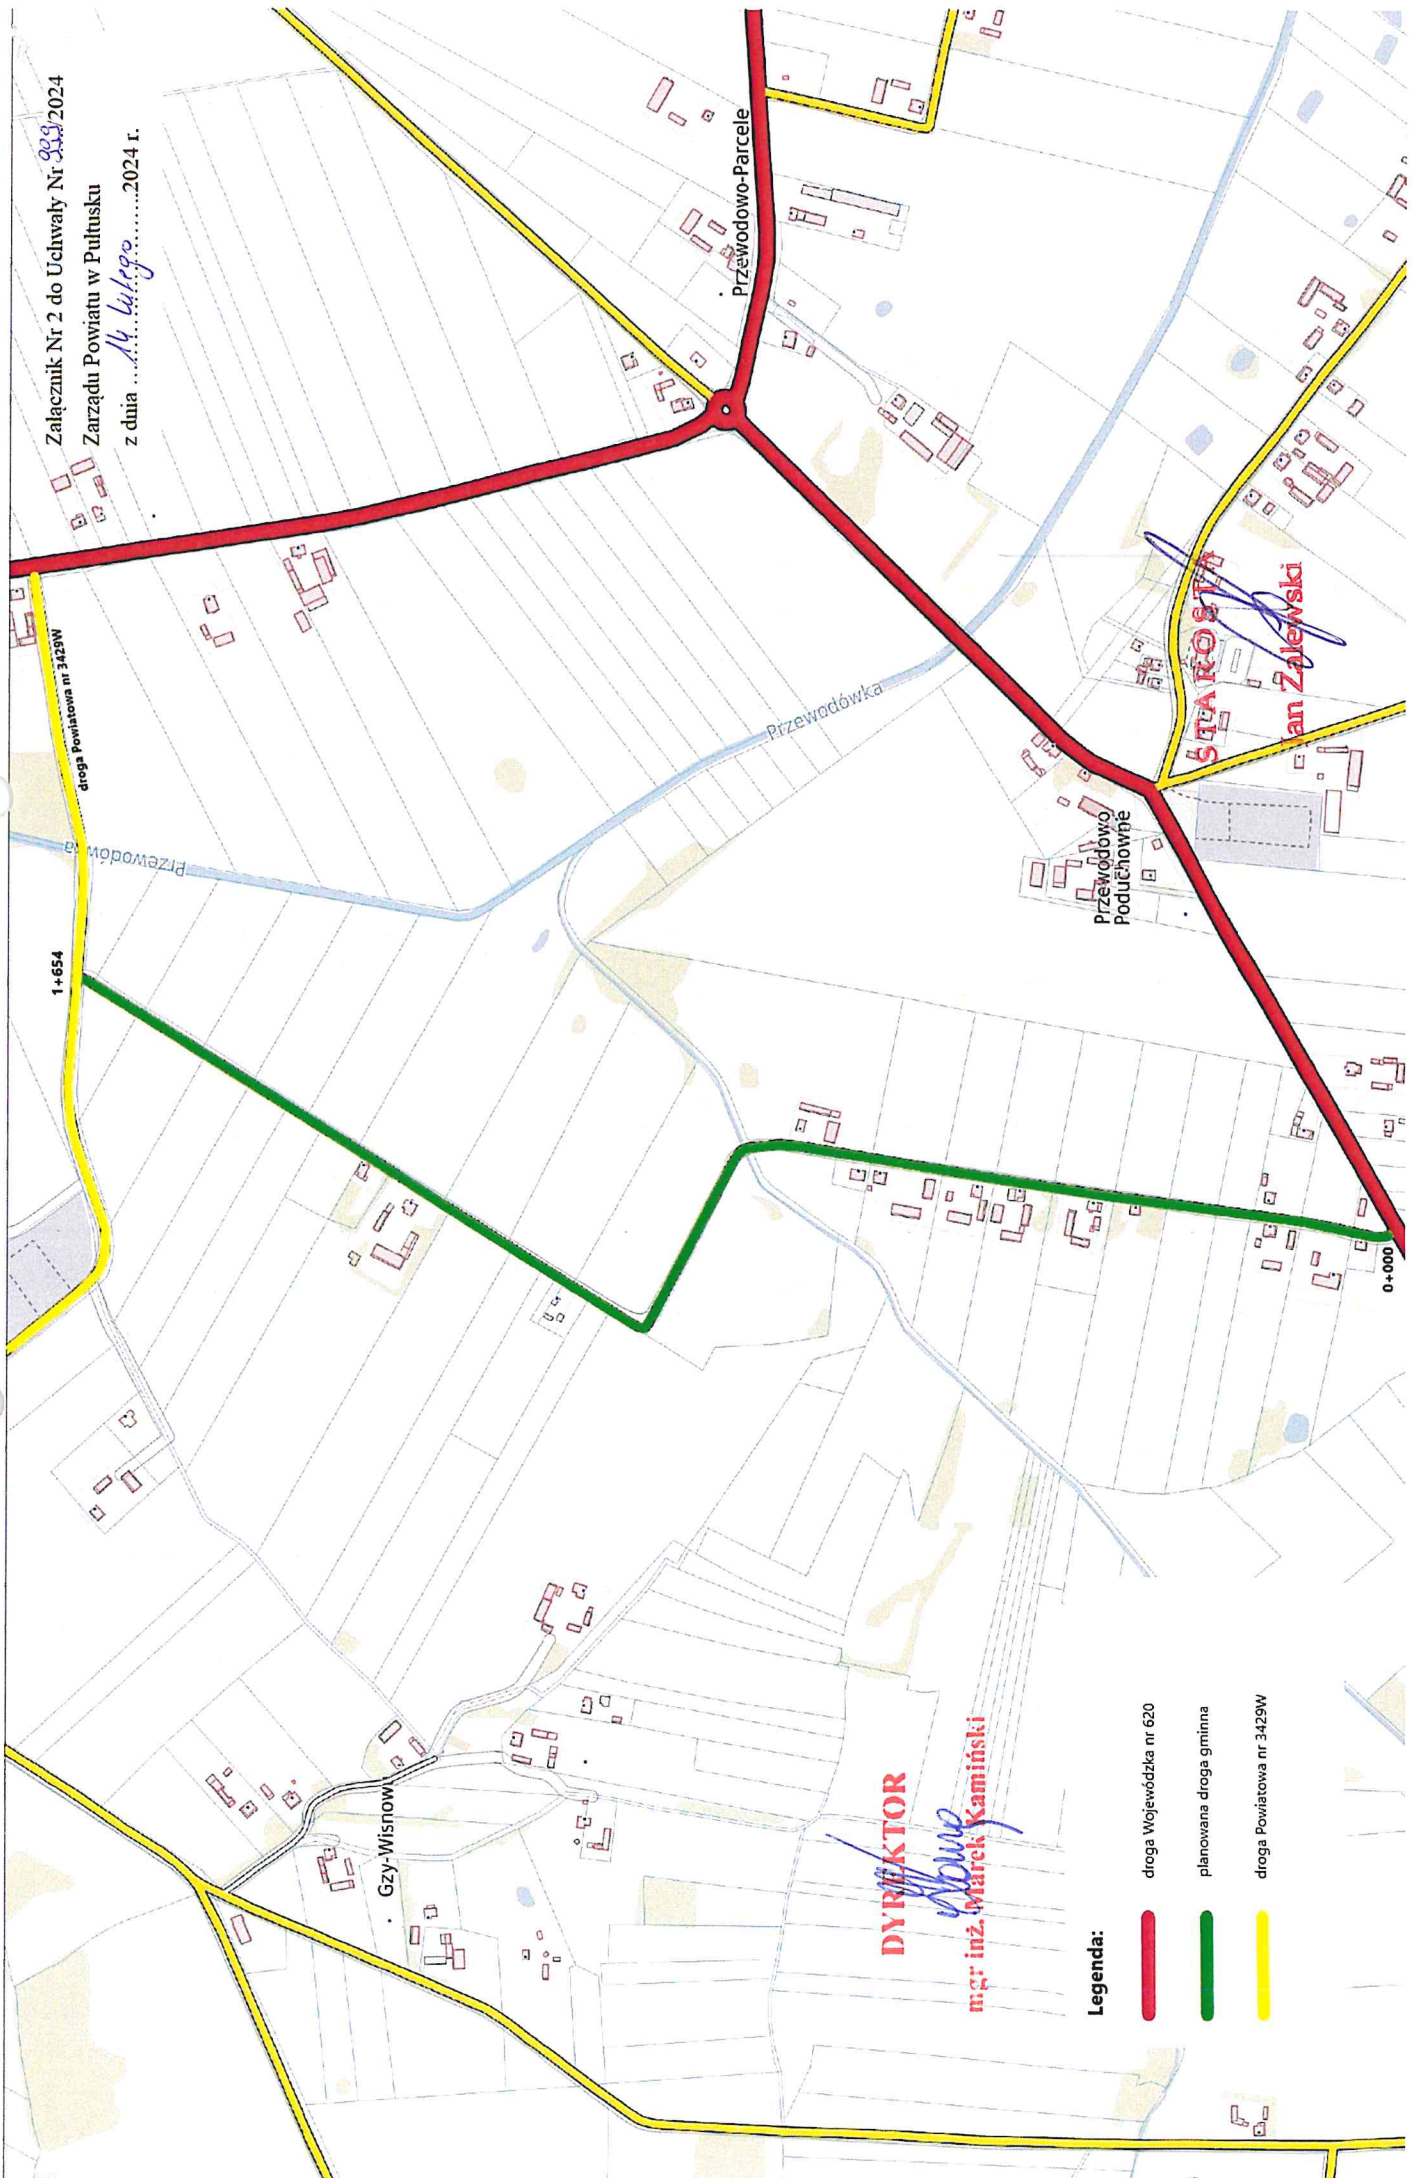 Załącznik Nr 2 do Uchwały Nr 999/2024
Zarządu Powiatu w Pułtusku
z dnia ...14 lutego...........2024 r.
droga Powiatowa nr 3429W
Przewodówka
1+654
Przewodówka
Przewodowo-Parcele
Przewodowo
Poduchowne
0+000
Gzy-Wisnowa
STAROSTA
Jan Zalewski
DYREKTOR
mgr inż. Marek Kamiński
Legenda:
droga Wojewódzka nr 620
planowana droga gminna
droga Powiatowa nr 3429W